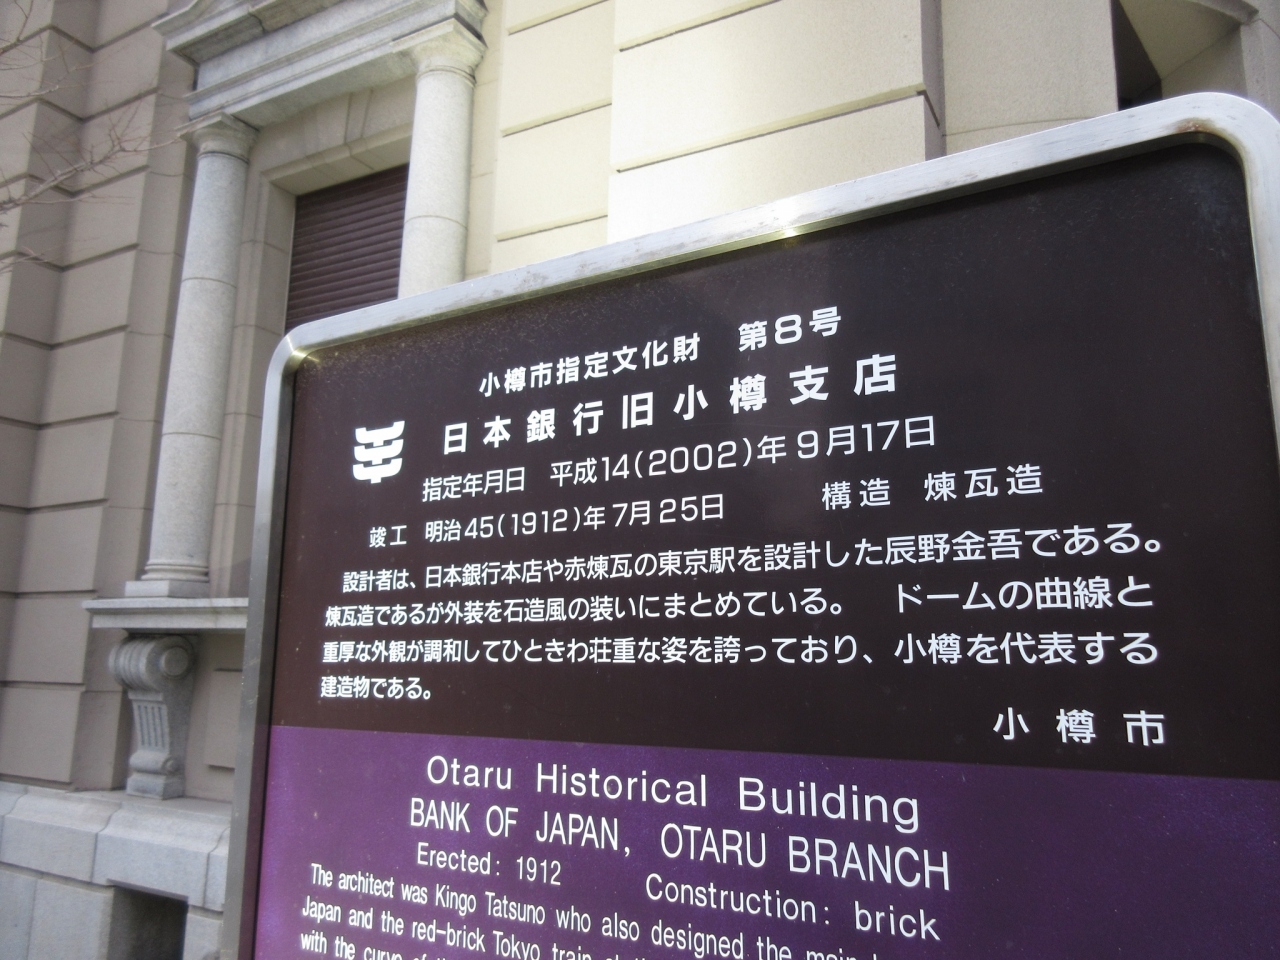 小樽市指定文化財　第8号
日本銀行旧小樽支店
指定年月日　平成14(2002)年9月17日
竣工　明治45(1912)年7月25日　構造　煉瓦造
設計者は、日本銀行本店や赤煉瓦の東京駅を設計した辰野金吾である。
煉瓦造であるが外装を石造風の装いにまとめている。　ドームの曲線と
重厚な外観が調和してひときわ荘重な姿を誇っており、小樽を代表する
建造物である。
小樽市
Otaru Historical Building
BANK OF JAPAN, OTARU BRANCH
Erected: 1912　Construction: brick
The architect was Kingo Tatsuno who also designed the main
Japan and the red-brick Tokyo train
with the curve